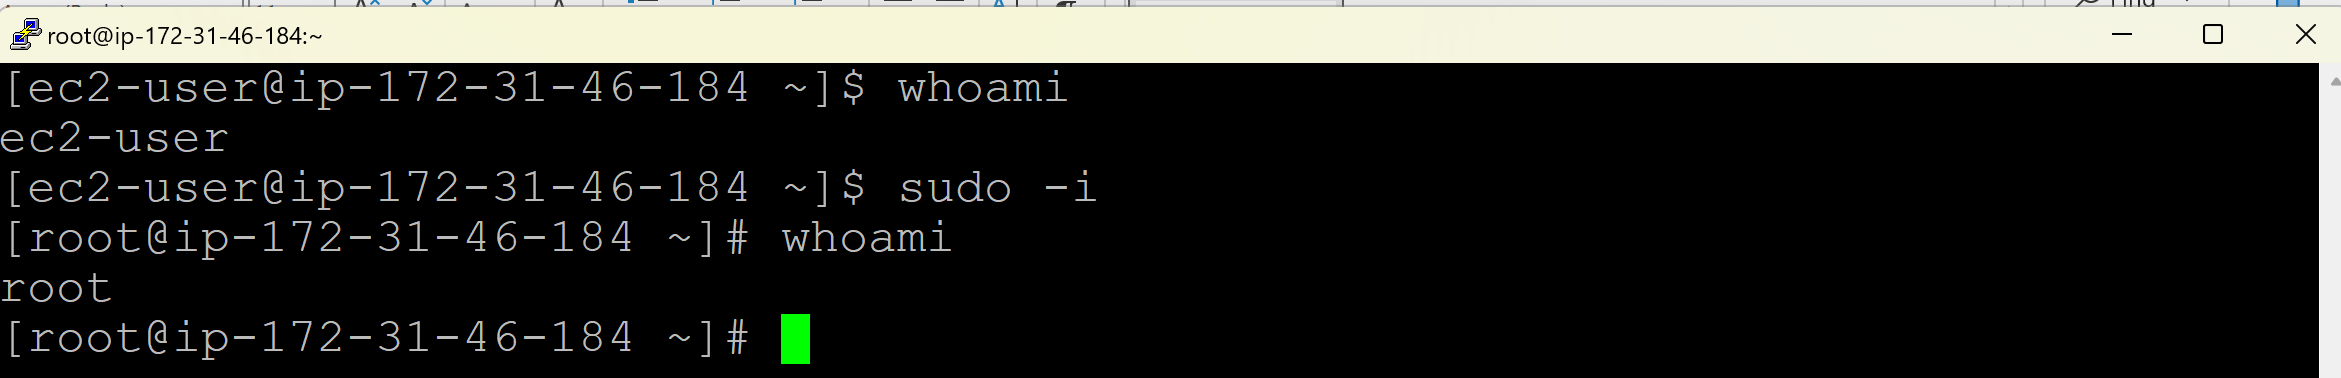 root@ip-172-31-46-184:~
[ec2-user@ip-172-31-46-184 ~]$ whoami
ec2-user
[ec2-user@ip-172-31-46-184 ~]$ sudo -i
[root@ip-172-31-46-184 ~]# whoami
root
[root@ip-172-31-46-184 ~]#